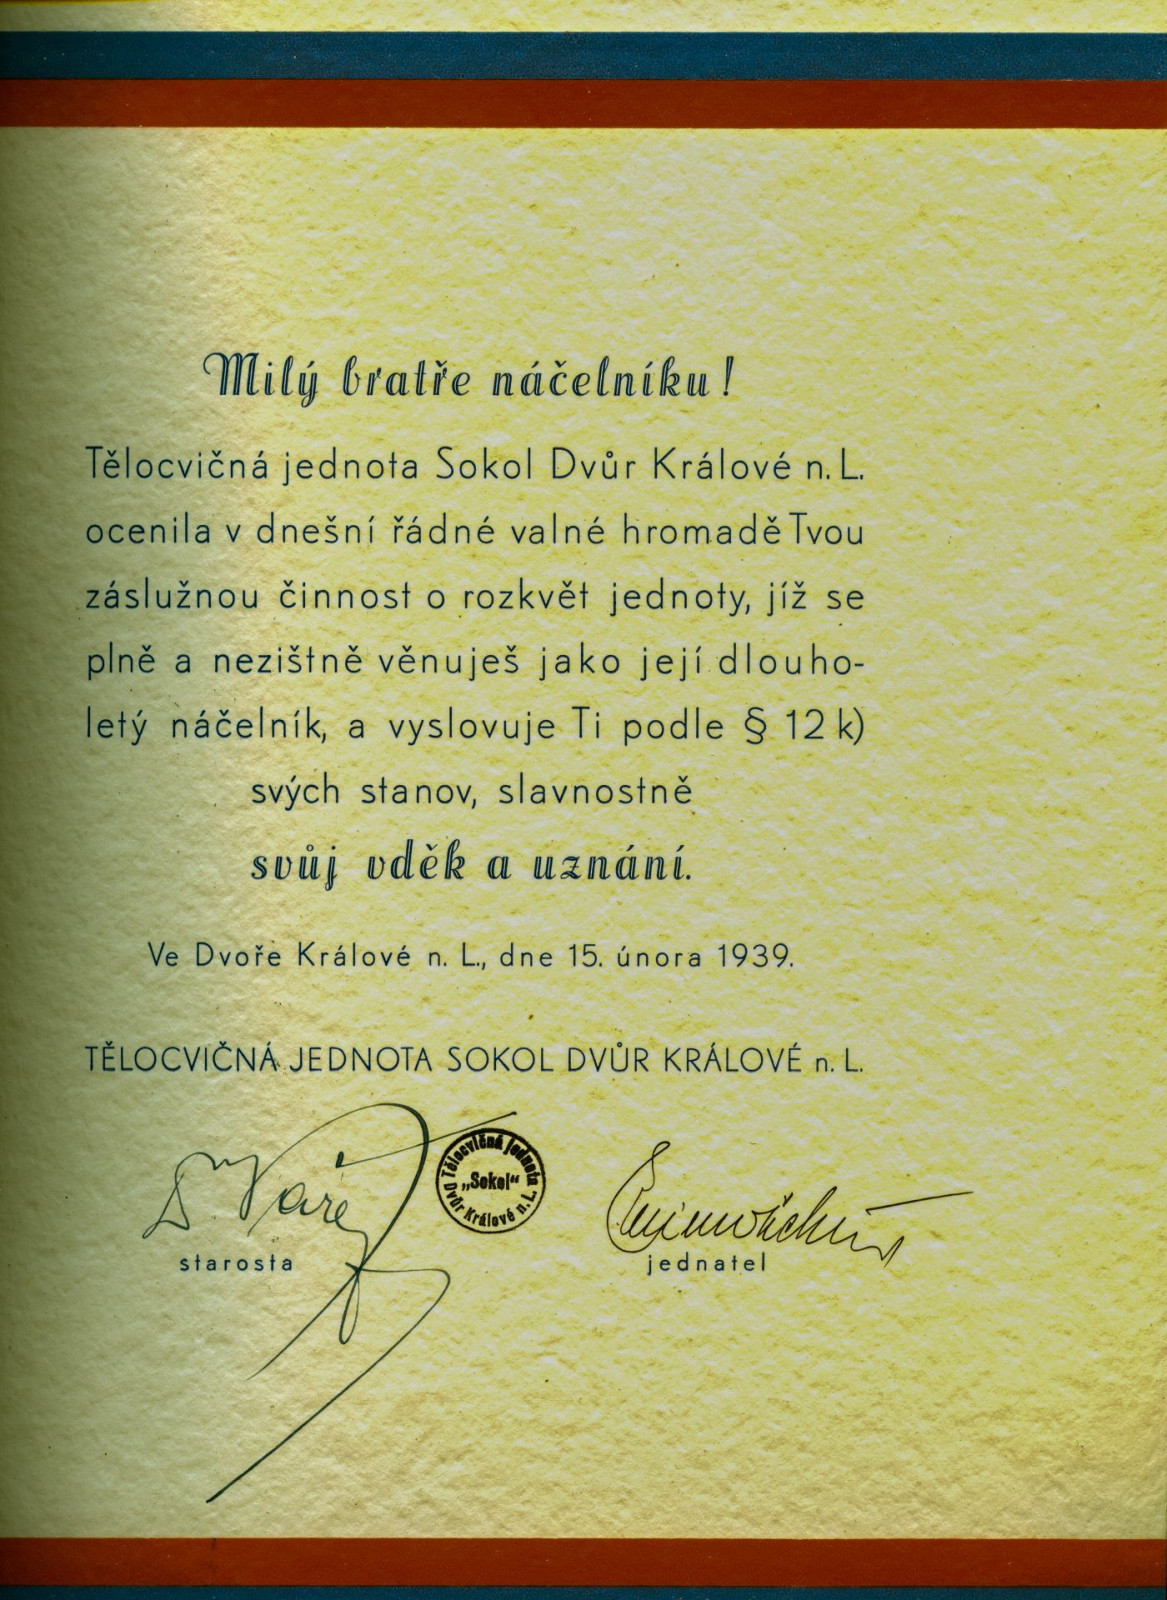 Milý bratře náčelníku!
Tělocvičná jednota Sokol Dvůr Králové n. L.
ocenila v dnešní řádné valné hromadě Tvou
záslužnou činnost o rozkvět jednoty, jíž se
plně a nezištně věnuješ jako její dlouho-
letý náčelník, a vyslovuje Ti podle § 12 k)
svých stanov, slavnostně
svůj vděk a uznání.
Ve Dvoře Králové n. L., dne 15. února 1939.
TĚLOCVIČNÁ JEDNOTA SOKOL DVŮR KRÁLOVÉ n. L.
Tělocvičná jednota
„Sokol“
Dvůr Králové n. L.
starosta
jednatel